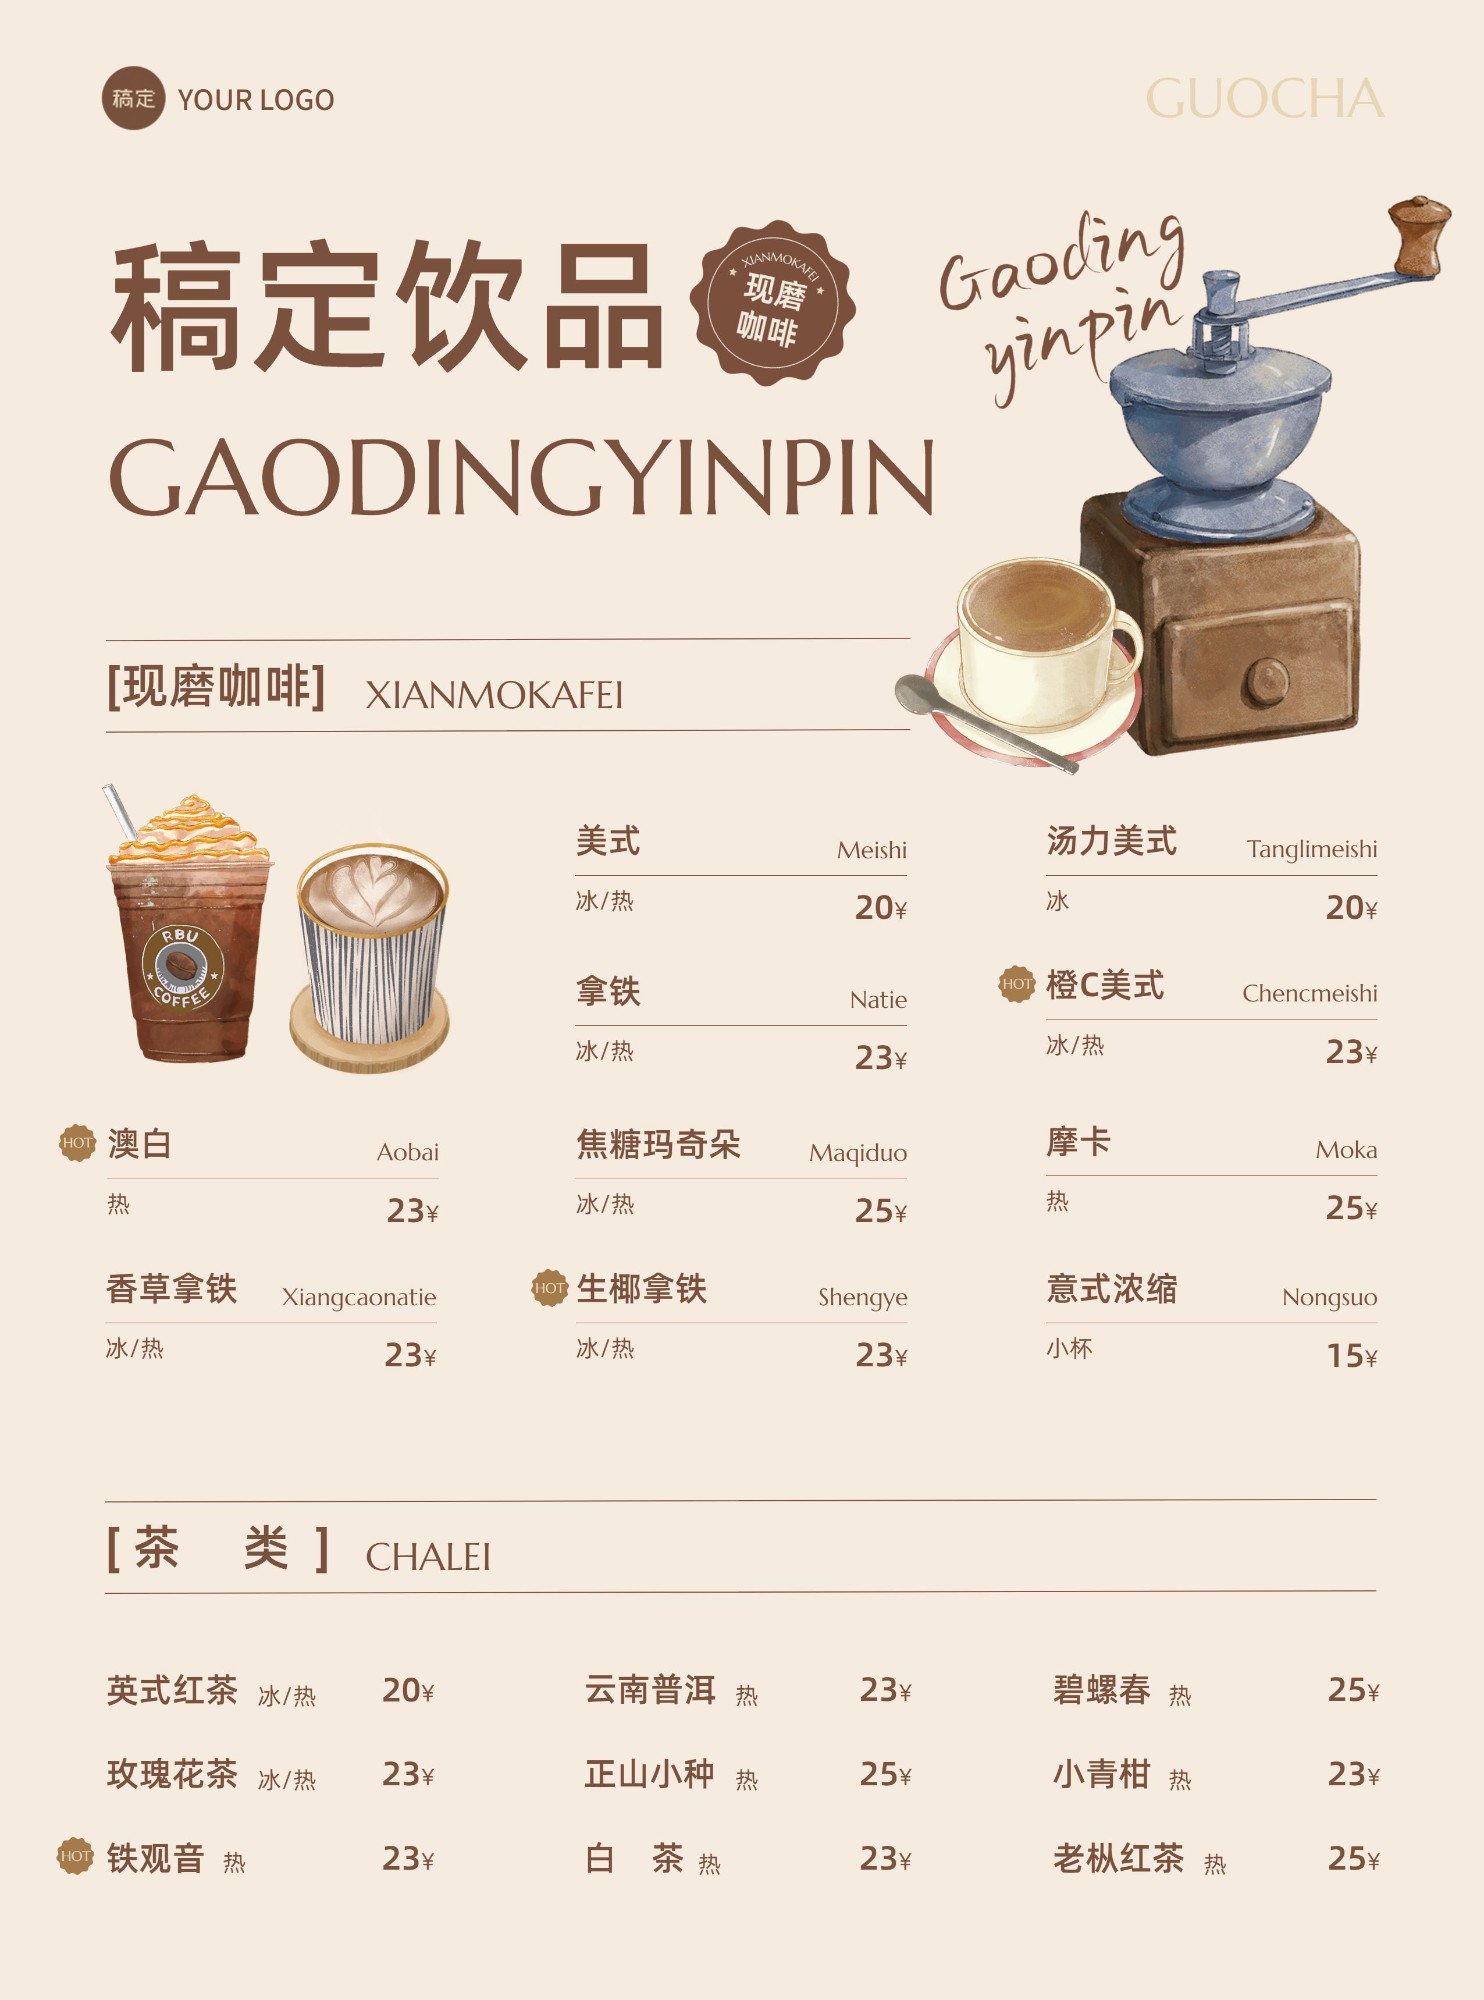 稿定 YOUR LOGO
GUOCHA
稿定饮品
XIANMOKAFEI
现磨
咖啡
Gaoding
yinpin
GAODINGYINPIN
[现磨咖啡] XIANMOKAFEI
RBU
COFFEE
美式 Meishi
冰/热 20¥
汤力美式 Tanglimeishi
冰 20¥
拿铁 Natie
冰/热 23¥
HOT 橙C美式 Chencmeishi
冰/热 23¥
HOT 澳白 Aobai
热 23¥
焦糖玛奇朵 Maqiduo
冰/热 25¥
摩卡 Moka
热 25¥
香草拿铁 Xiangcaonatie
冰/热 23¥
HOT 生椰拿铁 Shengye
冰/热 23¥
意式浓缩 Nongsuo
小杯 15¥
[茶 类] CHALEI
英式红茶 冰/热 20¥
云南普洱 热 23¥
碧螺春 热 25¥
玫瑰花茶 冰/热 23¥
正山小种 热 25¥
小青柑 热 23¥
HOT 铁观音 热 23¥
白 茶 热 23¥
老枞红茶 热 25¥